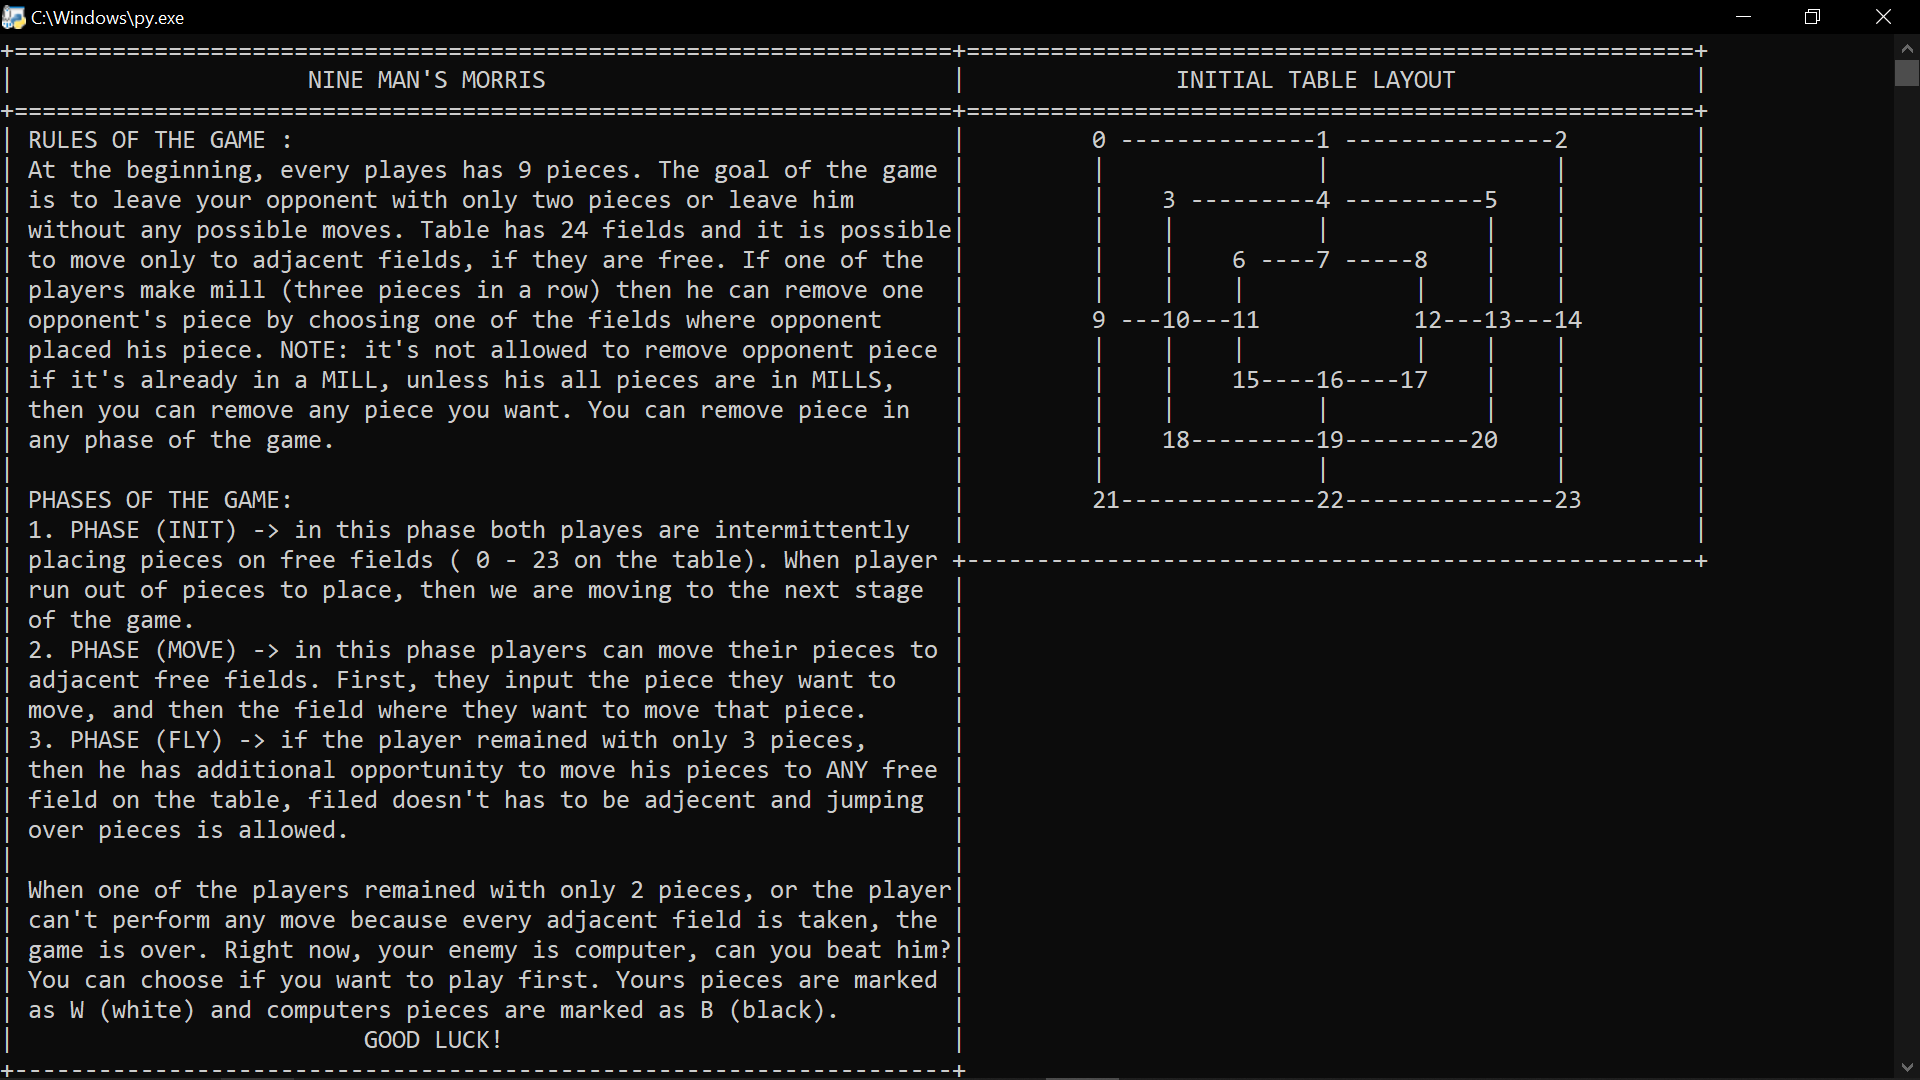 C:\Windows\py.exe
NINE MAN'S MORRIS
RULES OF THE GAME :
At the beginning, every playes has 9 pieces. The goal of the game
is to leave your opponent with only two pieces or leave him
without any possible moves. Table has 24 fields and it is possible
to move only to adjacent fields, if they are free. If one of the
players make mill (three pieces in a row) then he can remove one
opponent's piece by choosing one of the fields where opponent
placed his piece. NOTE: it's not allowed to remove opponent piece
if it's already in a MILL, unless his all pieces are in MILLS,
then you can remove any piece you want. You can remove piece in
any phase of the game.
PHASES OF THE GAME:
1. PHASE (INIT) -> in this phase both playes are intermittently
placing pieces on free fields ( 0 - 23 on the table). When player
run out of pieces to place, then we are moving to the next stage
of the game.
2. PHASE (MOVE) -> in this phase players can move their pieces to
adjacent free fields. First, they input the piece they want to
move, and then the field where they want to move that piece.
3. PHASE (FLY) -> if the player remained with only 3 pieces,
then he has additional opportunity to move his pieces to ANY free
field on the table, filed doesn't has to be adjecent and jumping
over pieces is allowed.
When one of the players remained with only 2 pieces, or the player
can't perform any move because every adjacent field is taken, the
game is over. Right now, your enemy is computer, can you beat him?
You can choose if you want to play first. Yours pieces are marked
as W (white) and computers pieces are marked as B (black).
GOOD LUCK!
INITIAL TABLE LAYOUT
0 --------------1 ---------------2
3 ---------4 ----------5
6 ----7 -----8
9 ---10---11 12---13---14
15----16----17
18---------19---------20
21--------------22---------------23